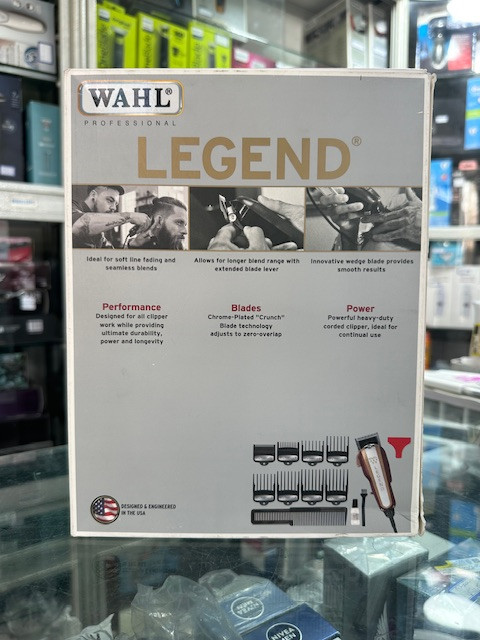 WAHL®
PROFESSIONAL
LEGEND®
Ideal for soft line fading and
seamless blends
Allows for longer blend range with
extended blade lever
Innovative wedge blade provides
smooth results
Performance
Designed for all clipper
work while providing
ultimate durability,
power and longevity
Blades
Chrome-Plated "Crunch"
Blade technology
adjusts to zero-overlap
Power
Powerful heavy-duty
corded clipper, ideal for
continual use
DESIGNED & ENGINEERED
IN THE USA